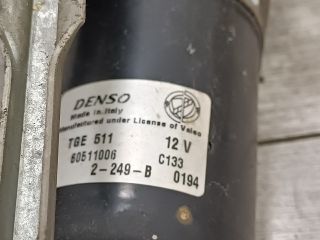 DENSO
Made in Italy
Manufactured under License of Valeo
TGE 511 12 V
60511006 C133
2-249-B 0194